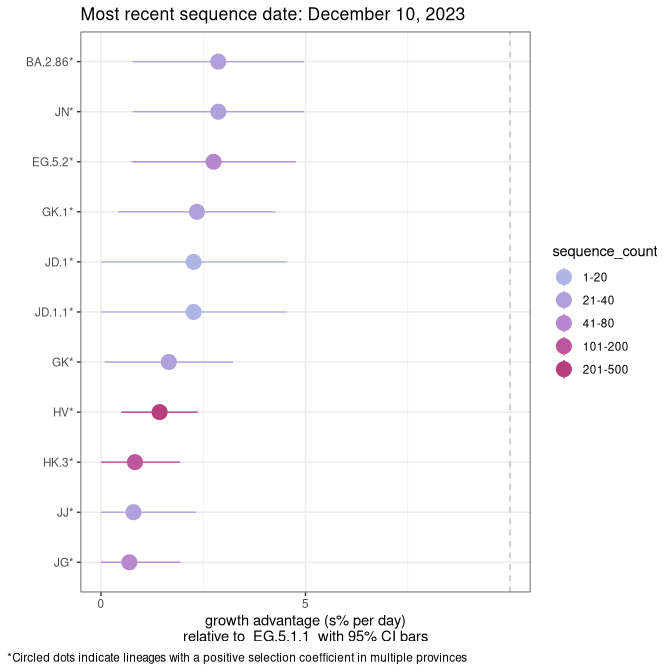 Most recent sequence date: December 10, 2023
BA.2.86*
JN*
EG.5.2*
GK.1*
JD.1*
JD.1.1*
GK*
HV*
HK.3*
JJ*
JG*
0
5
growth advantage (s% per day)
relative to  EG.5.1.1  with 95% CI bars
sequence_count
1-20
21-40
41-80
101-200
201-500
*Circled dots indicate lineages with a positive selection coefficient in multiple provinces